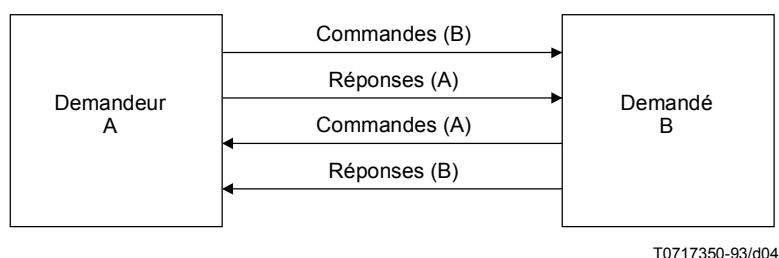 Commandes (B)
Réponses (A)
Demandeur
A
Demandé
B
Commandes (A)
Réponses (B)
T0717350-93/d04